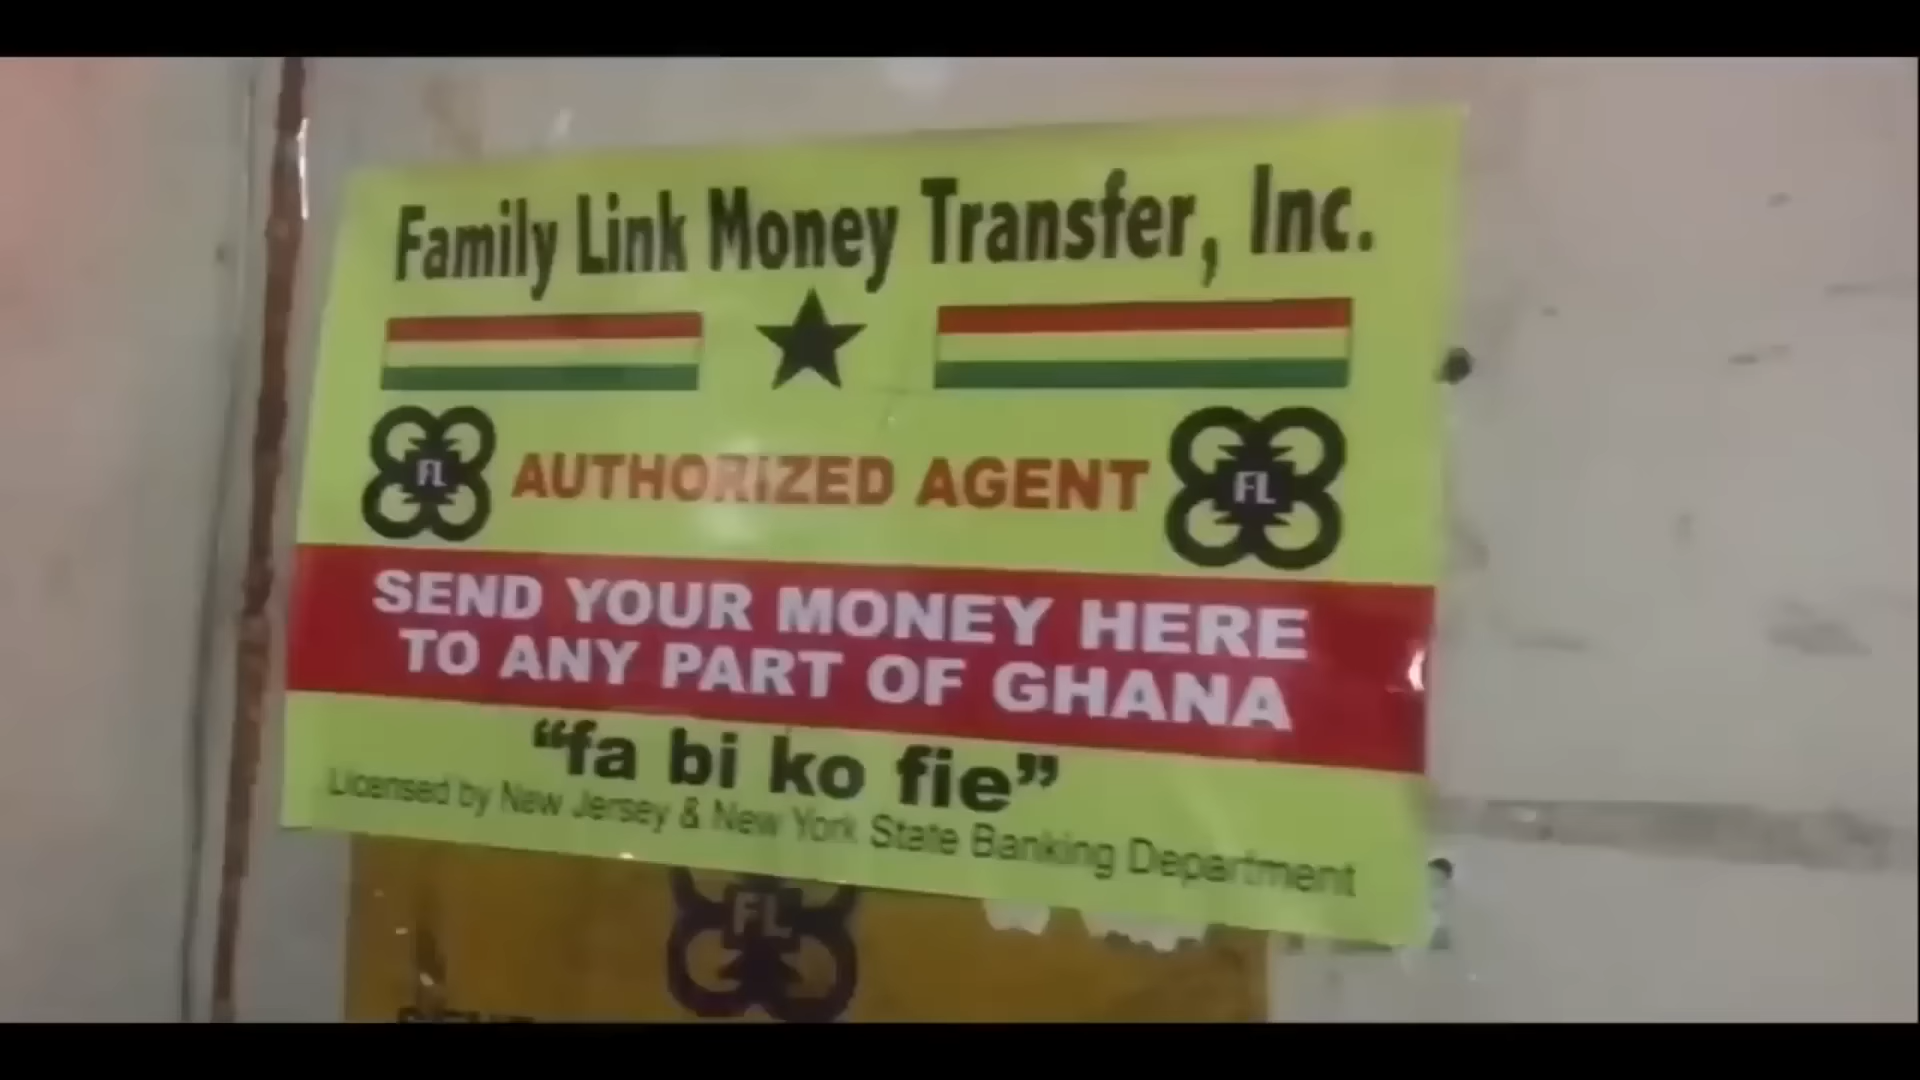 Family Link Money Transfer, Inc.
FL AUTHORIZED AGENT FL
SEND YOUR MONEY HERE
TO ANY PART OF GHANA
“fa bi ko fie”
Licensed by New Jersey & New York State Banking Department
FL